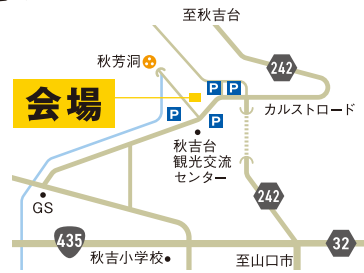 至秋吉台
秋芳洞
242
会場
P
P
P
P
カルストロード
秋吉台
観光交流
センター
GS
242
435
32
秋吉小学校
至山口市